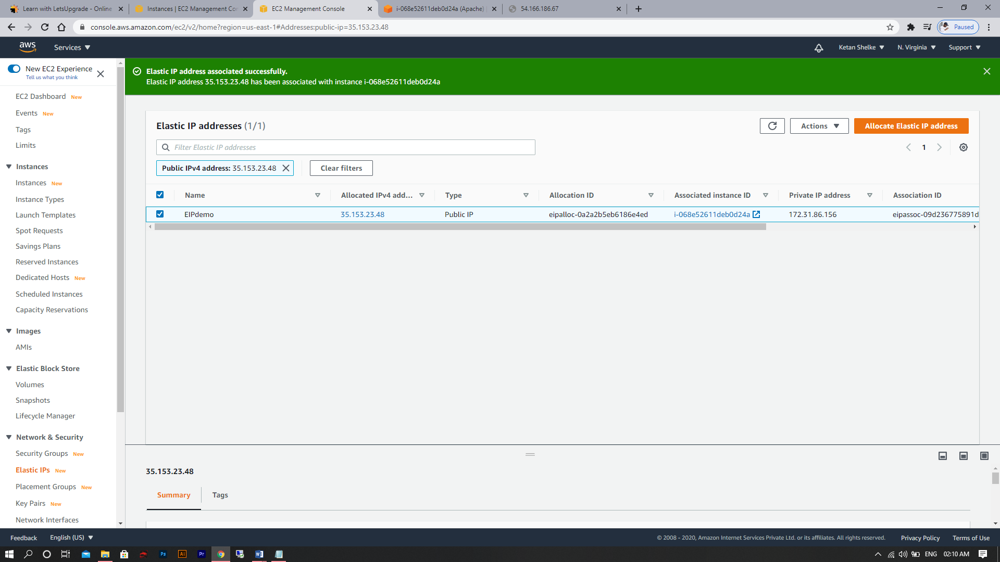 Learn with LetsUpgrade - Online
Instances | EC2 Management Con
EC2 Management Console
i-068e52611deb0d24a (Apache)
54.166.186.67
console.aws.amazon.com/ec2/v2/home?region=us-east-1#Addresses:public-ip=35.153.23.48
Paused
aws
Services
Ketan Shelke
N. Virginia
Support
New EC2 Experience
Tell us what you think
EC2 Dashboard New
Events New
Tags
Limits
Instances
Instances New
Instance Types
Launch Templates
Spot Requests
Savings Plans
Reserved Instances
Dedicated Hosts New
Scheduled Instances
Capacity Reservations
Images
AMIs
Elastic Block Store
Volumes
Snapshots
Lifecycle Manager
Network & Security
Security Groups New
Elastic IPs New
Placement Groups New
Key Pairs New
Network Interfaces
Elastic IP address associated successfully.
Elastic IP address 35.153.23.48 has been associated with instance i-068e52611deb0d24a
Elastic IP addresses (1/1)
Actions
Allocate Elastic IP address
Filter Elastic IP addresses
1
Public IPv4 address: 35.153.23.48
Clear filters
Name Allocated IPv4 add... Type Allocation ID Associated instance ID Private IP address Association ID
EIPdemo 35.153.23.48 Public IP eipalloc-0a2a2b5eb6186e4ed i-068e52611deb0d24a 172.31.86.156 eipassoc-09d236775891d
35.153.23.48
Summary
Tags
Feedback
English (US)
© 2008 - 2020, Amazon Internet Services Private Ltd. or its affiliates. All rights reserved.
Privacy Policy
Terms of Use
Ps
Ai
Pr
ENG
02:10 AM